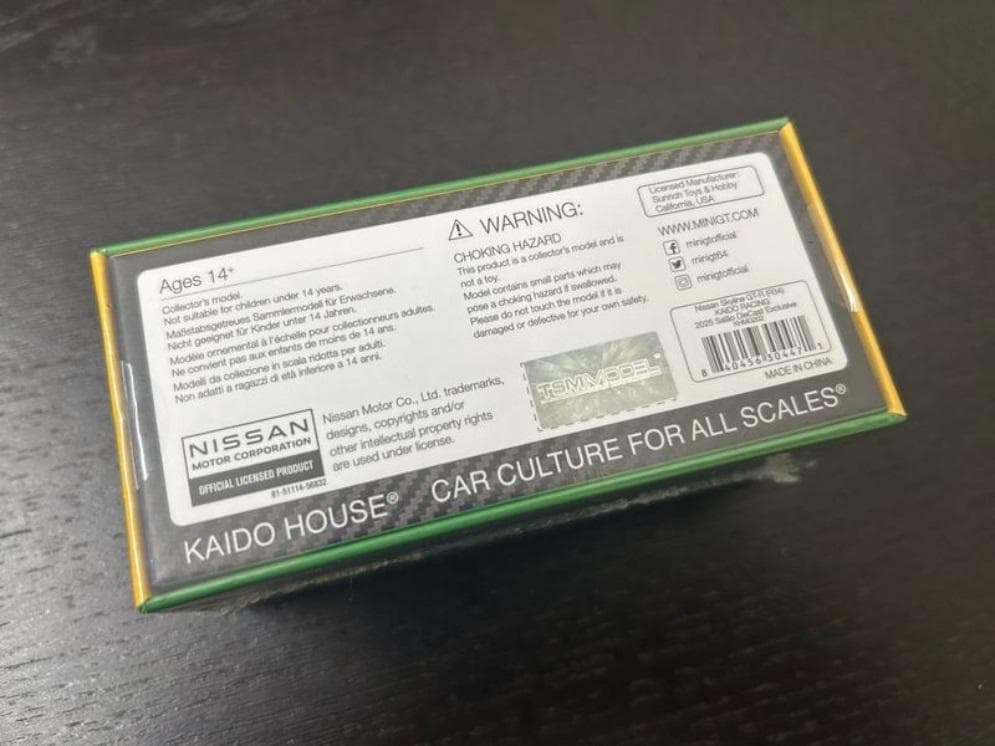 Ages 14+
Collector's model.
Not suitable for children under 14 years.
Maßstabsgetreues Sammlermodell für Erwachsene.
Nicht geeignet für Kinder unter 14 Jahren.
Modèle ornemental à l'échelle pour collectionneurs adultes.
Ne convient pas aux enfants de moins de 14 ans.
Modelli da collezione in scala ridotta per adulti.
Non adatti a ragazzi di età inferiore a 14 anni.
NISSAN
MOTOR CORPORATION
OFFICIAL LICENSED PRODUCT
Nissan Motor Co., Ltd. trademarks,
designs, copyrights and/or
other intellectual property rights
are used under license.
WARNING:
CHOKING HAZARD
This product is a collector's model and is
not a toy.
Model contains small parts which may
pose a choking hazard if swallowed.
Please do not touch the model if it is
damaged or defective for your own safety.
TSM MODEL
Licensed Manufacturer:
Sunrich Toys & Hobby
California, USA
WWW.MINIGT.COM
minigtofficial
minigt64
minigtofficial
Nissan Skyline GT-R (R34)
KAIDO RACING
2025 Salbo DieCast Exclusive
KHMG202
8 40456 30447 1
MADE IN CHINA
KAIDO HOUSE® CAR CULTURE FOR ALL SCALES®